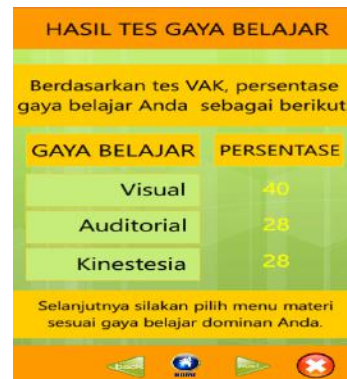 HASIL TES GAYA BELAJAR
Berdasarkan tes VAK, persentase
gaya belajar Anda sebagai berikut
GAYA BELAJAR PERSENTASE
Visual 40
Auditorial 28
Kinestesia 28
Selanjutnya silakan pilih menu materi
sesuai gaya belajar dominan Anda.
HOME